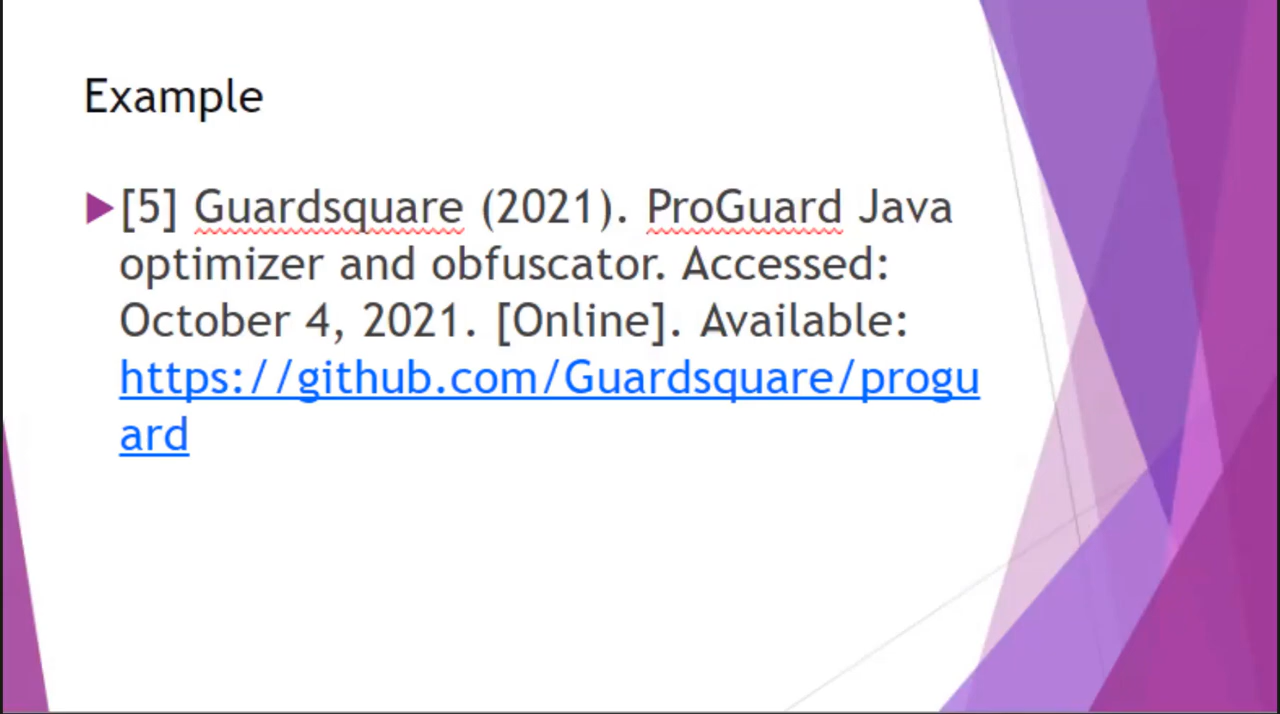 Example
[5] Guardsquare (2021). ProGuard Java
optimizer and obfuscator. Accessed:
October 4, 2021. [Online]. Available:
https://github.com/Guardsquare/progu
ard